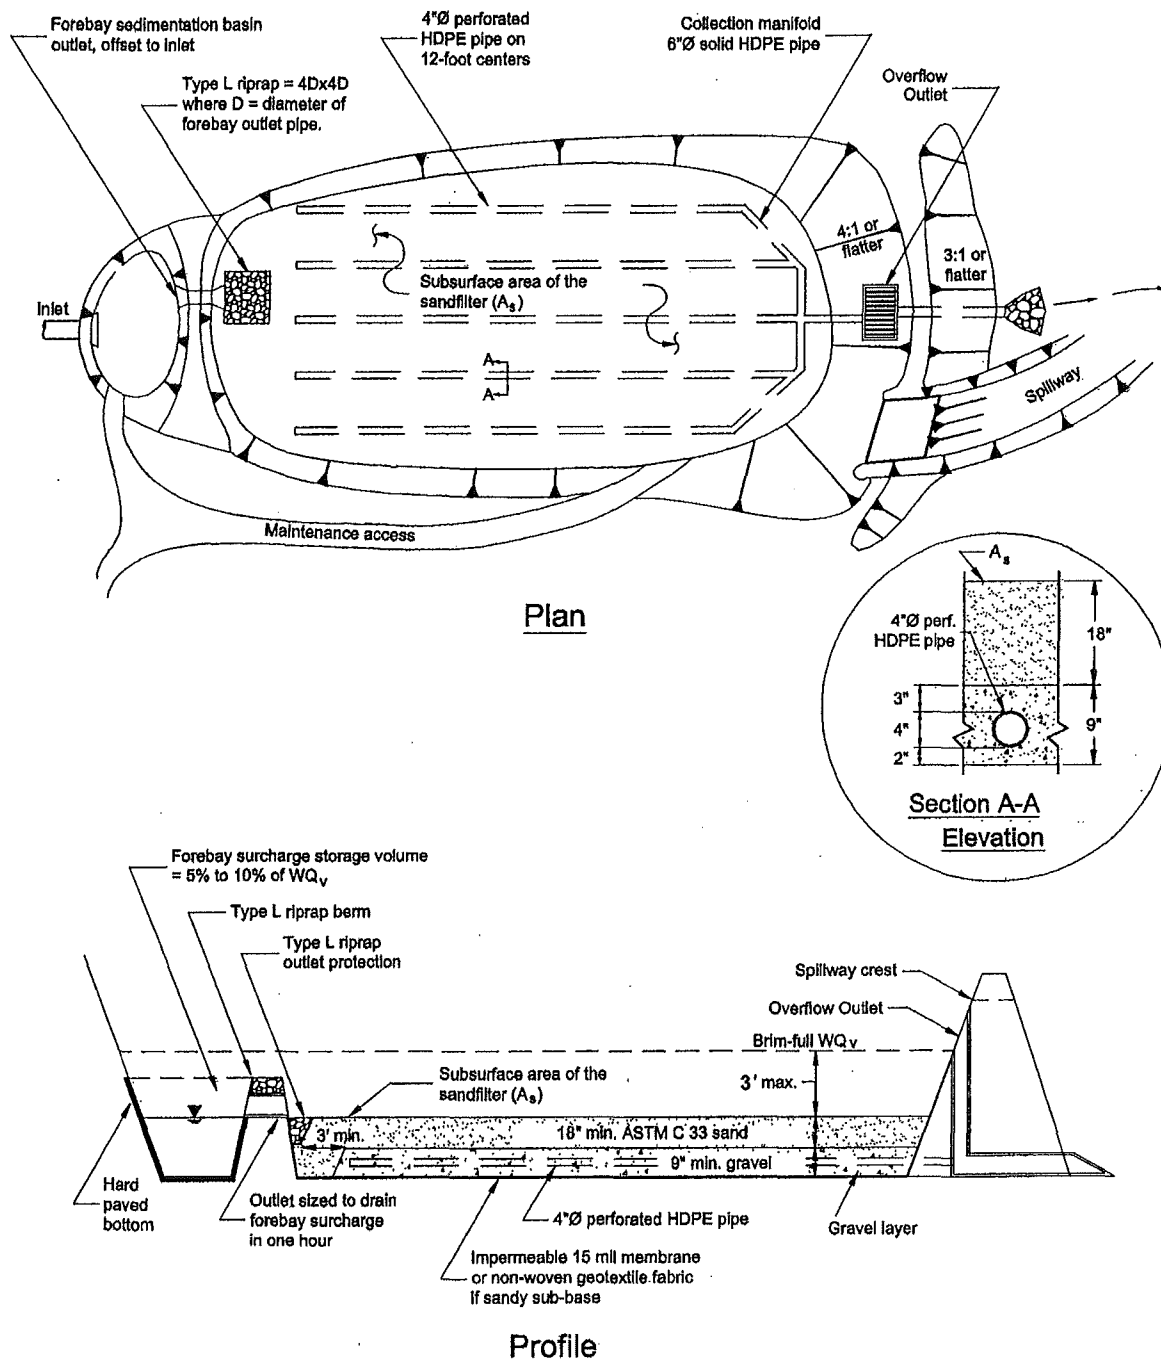 Forebay sedimentation basin
outlet, offset to inlet
4"Ø perforated
HDPE pipe on
12-foot centers
Collection manifold
6"Ø solid HDPE pipe
Type L riprap = 4Dx4D
where D = diameter of
forebay outlet pipe.
Overflow
Outlet
4:1 or
flatter
3:1 or
flatter
Subsurface area of the
sandfilter (As)
Inlet
A
A
Spillway
Maintenance access
Plan
As
4"Ø perf.
HDPE pipe
18"
3"
4"
2"
9"
Section A-A
Elevation
Forebay surcharge storage volume
= 5% to 10% of WQv
Type L riprap berm
Type L riprap
outlet protection
Spillway crest
Overflow Outlet
Brim-full WQv
Subsurface area of the
sandfilter (As)
3' max.
3' min.
18" min. ASTM C 33 sand
9" min. gravel
Hard
paved
bottom
Outlet sized to drain
forebay surcharge
in one hour
4"Ø perforated HDPE pipe
Gravel layer
Impermeable 15 mil membrane
or non-woven geotextile fabric
if sandy sub-base
Profile